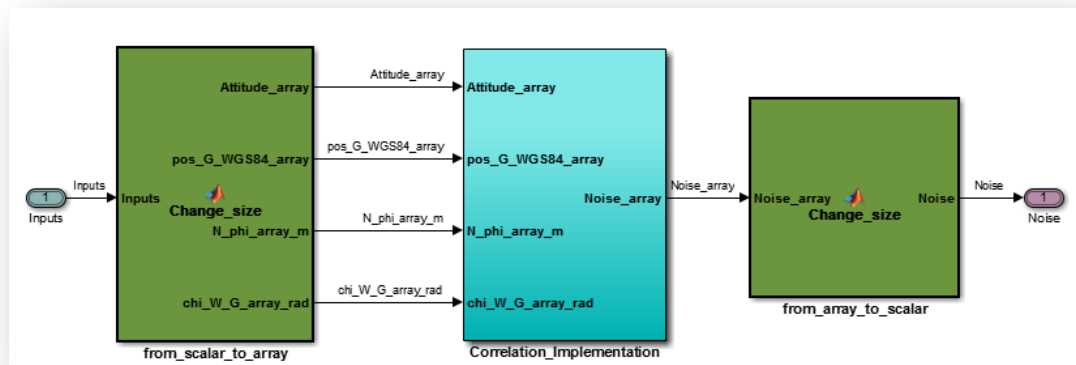 1
Inputs
Inputs
Inputs
Change_size
Attitude_array
pos_G_WGS84_array
N_phi_array_m
chi_W_G_array_rad
from_scalar_to_array
Attitude_array
pos_G_WGS84_array
N_phi_array_m
chi_W_G_array_rad
Attitude_array
pos_G_WGS84_array
Noise_array
N_phi_array_m
chi_W_G_array_rad
Correlation_Implementation
Noise_array
Noise_array
Change_size
Noise
from_array_to_scalar
Noise
1
Noise